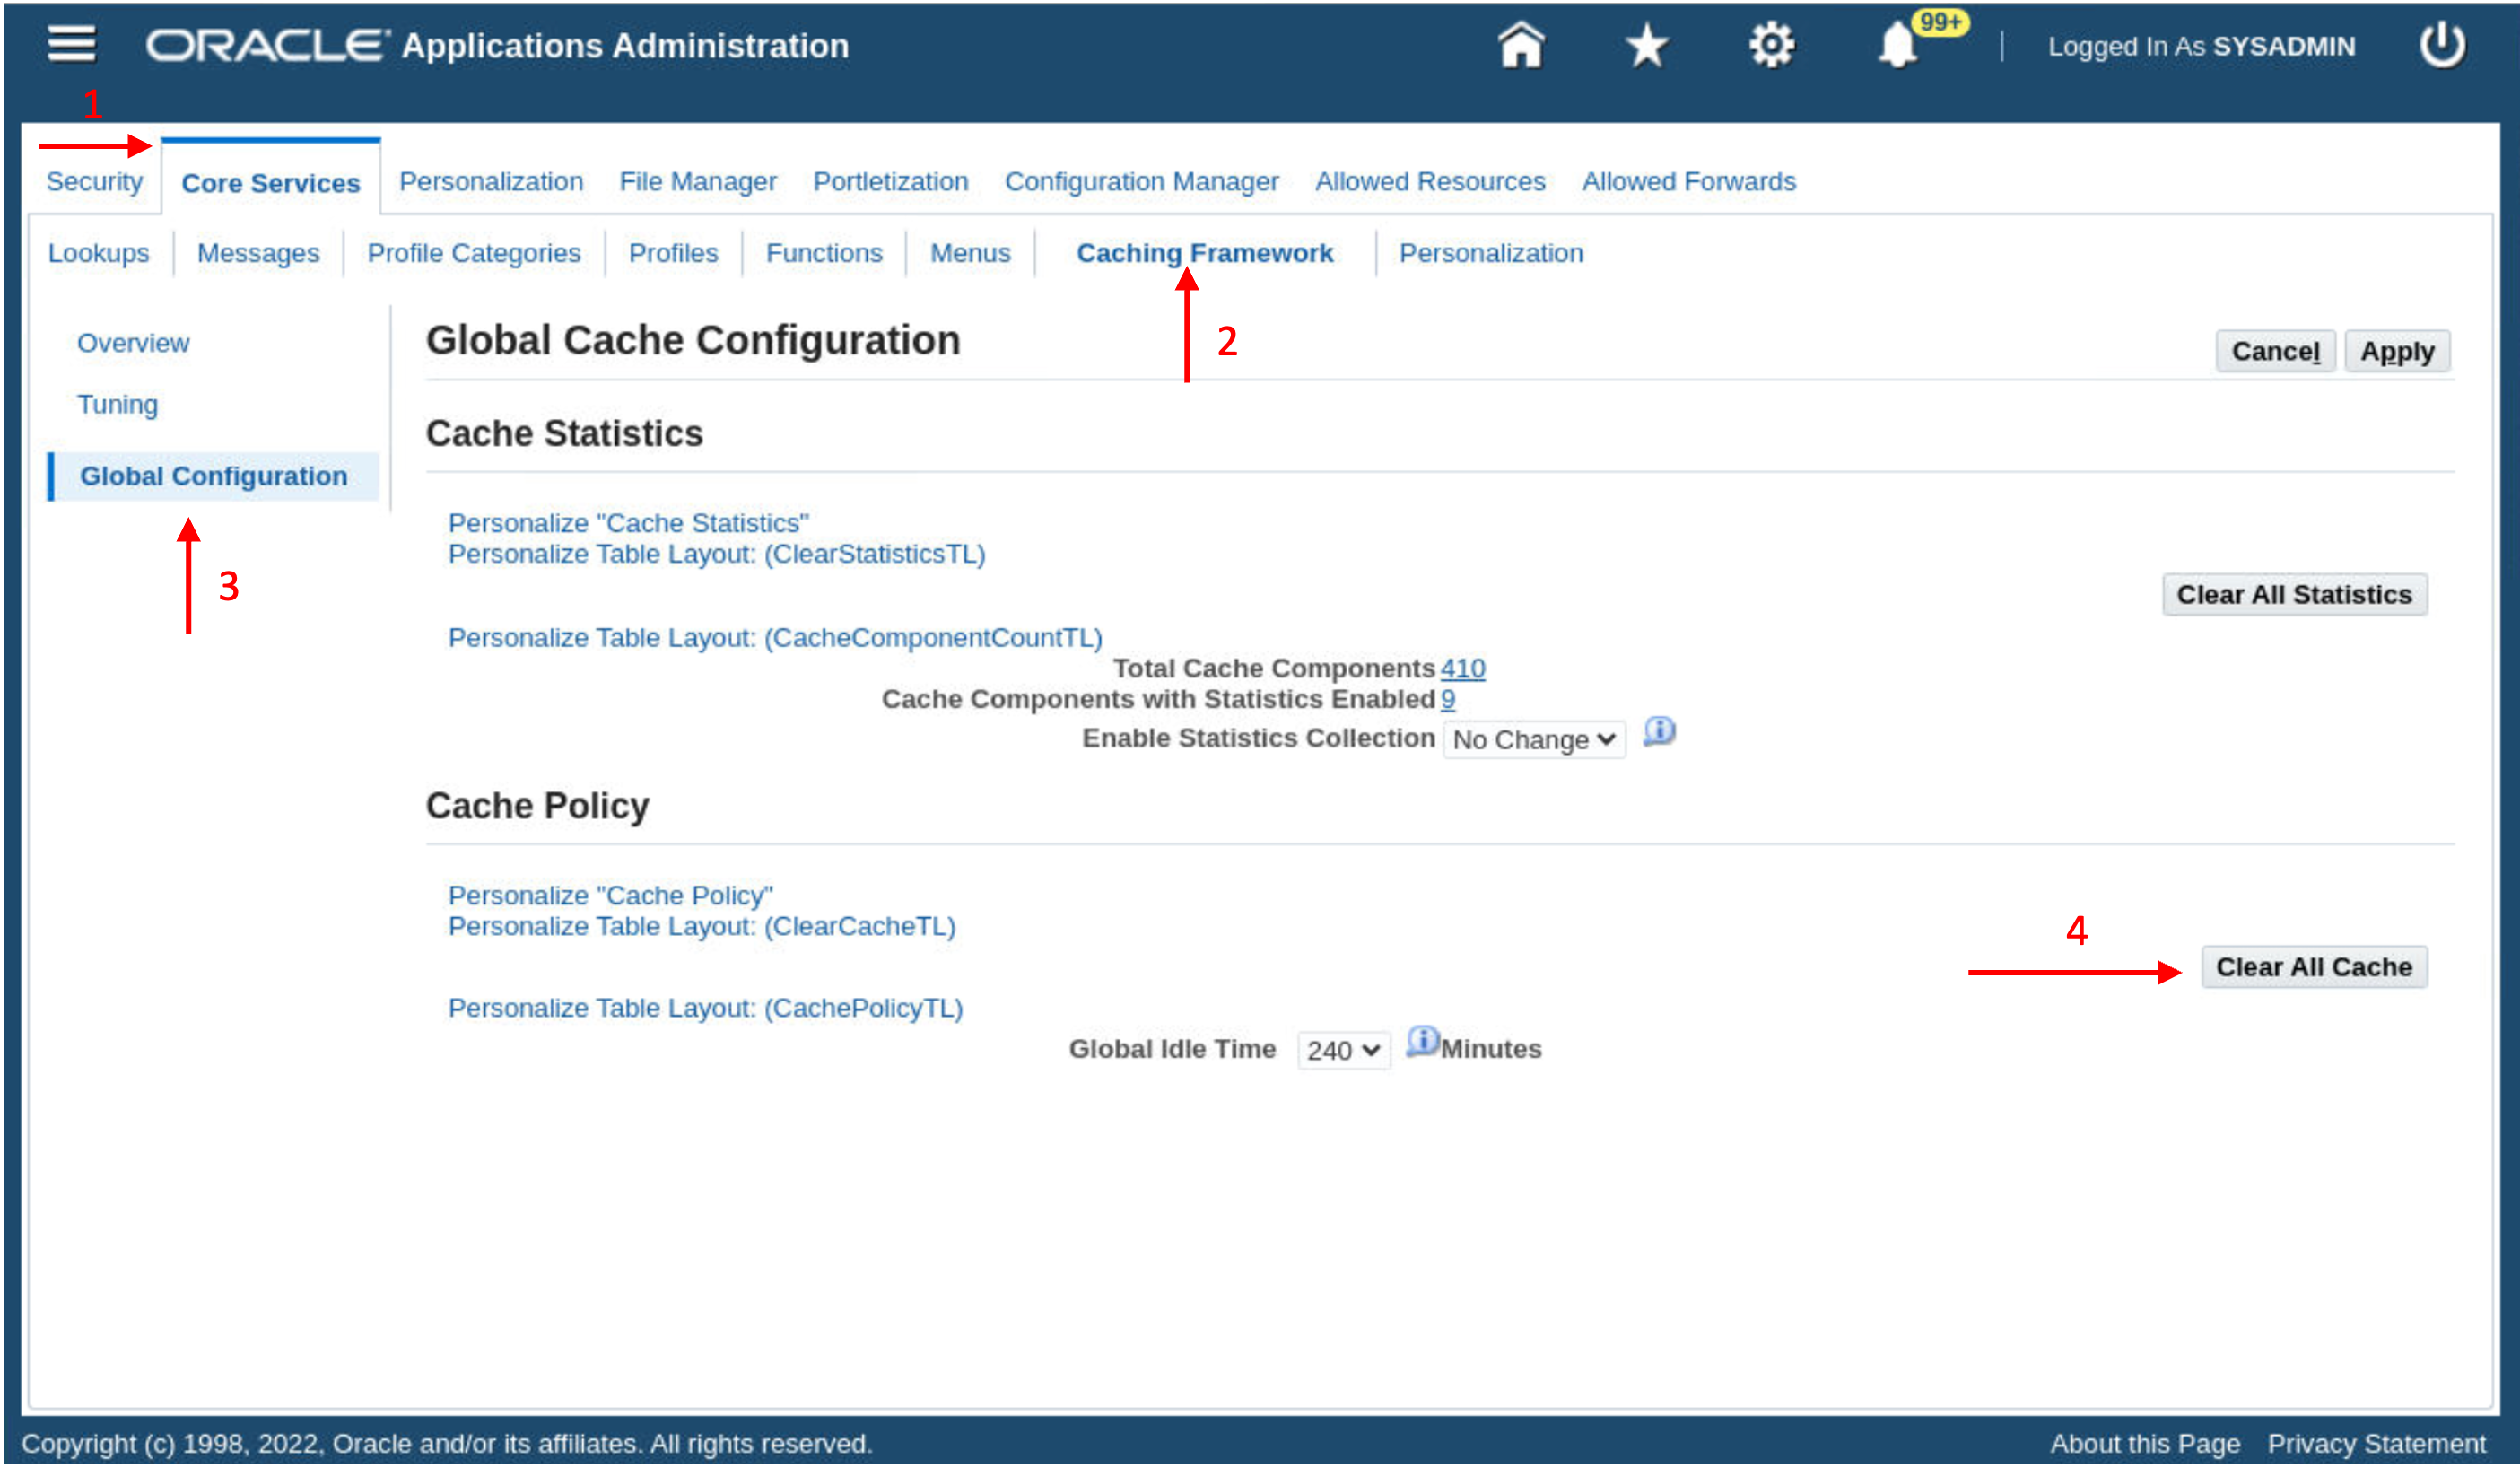 ORACLE Applications Administration 99+ | Logged In As SYSADMIN
1
Security Core Services Personalization File Manager Portletization Configuration Manager Allowed Resources Allowed Forwards
Lookups Messages Profile Categories Profiles Functions Menus Caching Framework Personalization
2
Overview
Tuning
Global Configuration
3
Global Cache Configuration
Cancel Apply
Cache Statistics
Personalize "Cache Statistics"
Personalize Table Layout: (ClearStatisticsTL)
Clear All Statistics
Personalize Table Layout: (CacheComponentCountTL)
Total Cache Components 410
Cache Components with Statistics Enabled 9
Enable Statistics Collection No Change
Cache Policy
Personalize "Cache Policy"
Personalize Table Layout: (ClearCacheTL)
4
Clear All Cache
Personalize Table Layout: (CachePolicyTL)
Global Idle Time 240 Minutes
Copyright (c) 1998, 2022, Oracle and/or its affiliates. All rights reserved.
About this Page Privacy Statement